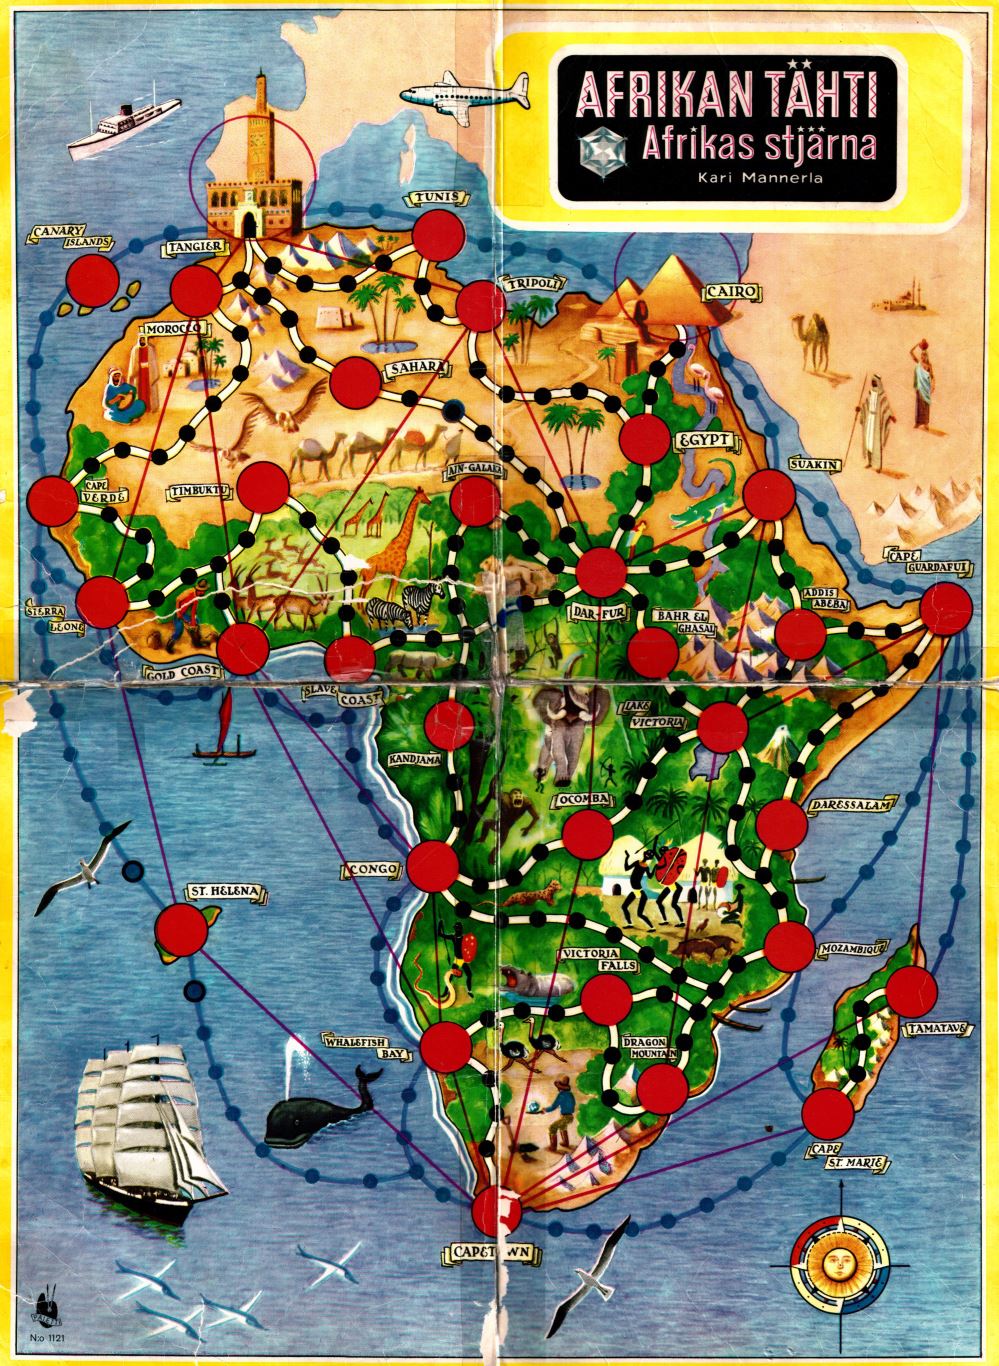 AFRIKAN TÄHTI
Afrikas stjärna
Kari Mannerla
TUNIS
CANARY
ISLANDS
TANGIER
TRIPOLI
CAIRO
MOROCCO
SAHARA
EGYPT
SUAKIN
AIN-GALAKA
CAPE
VERDE
TIMBUKTU
CAPE
GUARDAFUI
SIERRA
LEONE
DAR-FUR
BAHR EL
GHASAL
ADDIS
ABEBA
GOLD COAST
SLAVE
COAST
LAKE
VICTORIA
KANDJAMA
OCOMBA
DARESSALAM
CONGO
ST. HELENA
VICTORIA
FALLS
MOZAMBIQUE
WHALEFISH
BAY
DRAGON
MOUNTAIN
TAMATAVE
CAPE
ST. MARIE
CAPETOWN
N:o 1121